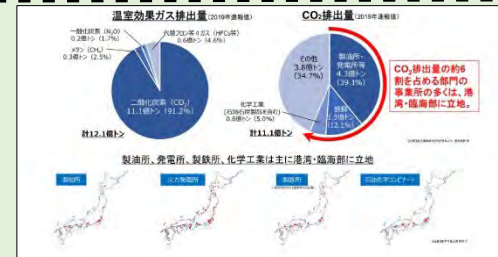 温室効果ガス排出量(2019年速報値)
一酸化二窒素(N₂O)
0.2億トン(1.7%)
代替フロン等4ガス(HFCs等)
0.6億トン(4.6%)
メタン(CH₄)
0.3億トン(2.5%)
二酸化炭素(CO₂)
11.1億トン(91.2%)
計12.1億トン
CO₂排出量(2019年速報値)
その他
3.8億トン
(34.7%)
製油所・
発電所等
4.3億トン
(39.1%)
化学工業
(石油石炭製品を含む)
0.6億トン(5.0%)
(12.1%)
計11.1億トン
CO₂排出量の約6
割を占める部門の
事業所の多くは、港
湾・臨海部に立地。
製油所、発電所、製鉄所、化学工業は主に港湾・臨海部に立地
製油所
火力発電所
製鉄所
石油化学コンビナート